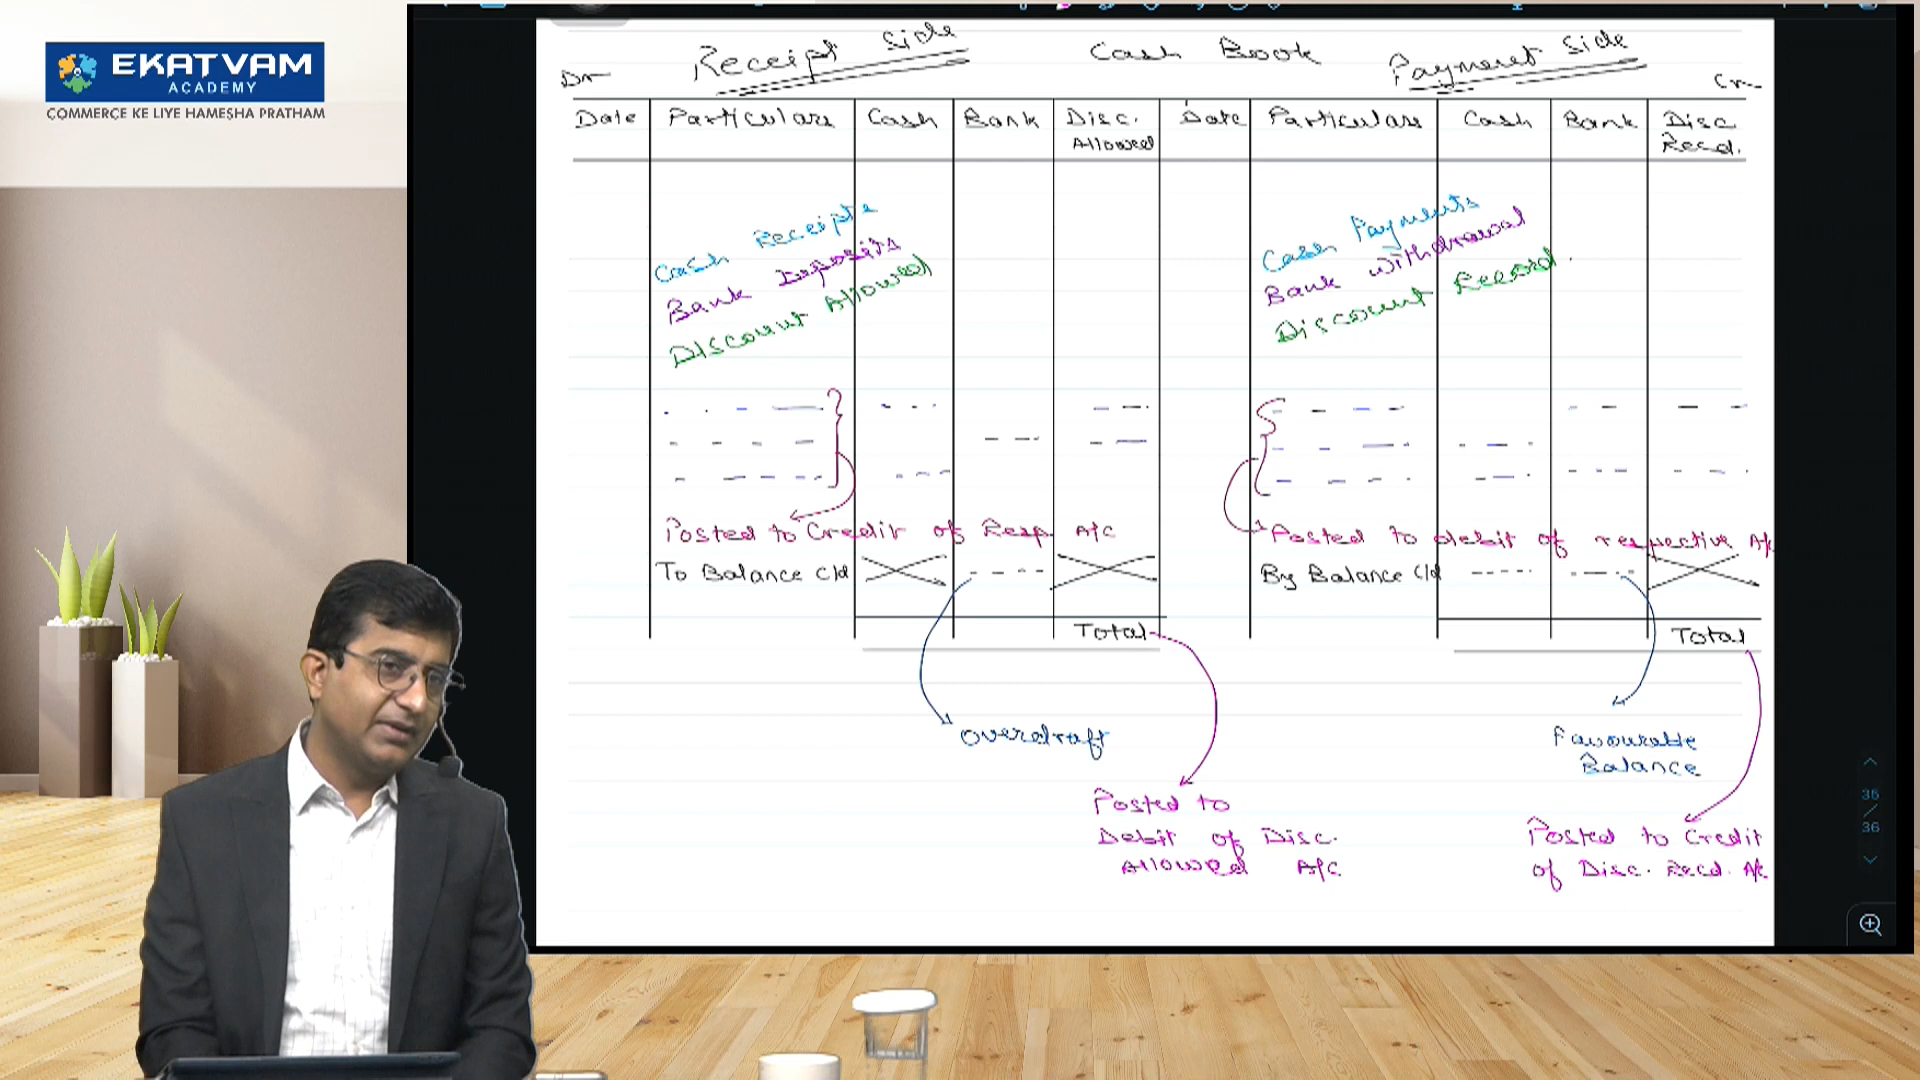 EKATVAM
ACADEMY
COMMERCE KE LIYE HAMESHA PRATHAM
Receipt Side Cash Book Payment Side
Dr Cr
Date Particulars Cash Bank Disc. Allowed Date Particulars Cash Bank Disc Recd.
Cash Receipts
Bank Deposits
Discount Allowed
Cash Payments
Bank withdrawal
Discount Record.
Posted to Credit of Resp A/C
Posted to debit of respective A/c
To Balance C/d
By Balance C/d
Total
Total
overdraft
Favourable
Balance
Posted to
Debit of Disc.
Allowed A/C
Posted to Credit
of Disc. Recd. A/c
35
36